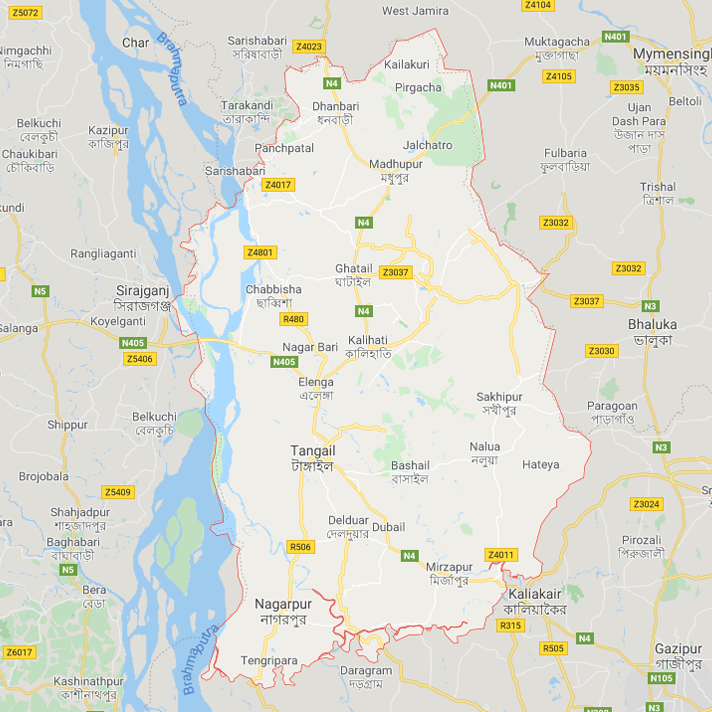 West Jamira
Z5072
Z4104
Char
Brahmaputra
Sarishabari
সরিষাবাড়ী
Z4023
N401
Muktagacha
মুক্তাগাছা
Nimgachhi
নিমগাছি
Mymensingh
ময়মনসিংহ
Kailakuri
Z4105
N4
Pirgacha
N401
Z3035
Tarakandi
তারাকান্দি
Dhanbari
ধনবাড়ী
Beltoli
Ujan
Dash Para
উজান দাস
পাড়া
Belkuchi
বেলকুচী
Kazipur
কাজিপুর
Panchpatal
Jalchatro
Chaukibari
চৌকিবাড়ি
Fulbaria
ফুলবাড়িয়া
Madhupur
মধুপুর
Sarishabari
Z4017
Trishal
ত্রিশাল
N4
Z3032
Rangliaganti
Z4801
Ghatail
ঘাটাইল
Z3037
Z3032
N5
Sirajganj
সিরাজগঞ্জ
Chabbisha
ছাব্বিশা
Z3037
N3
Koyelganti
R480
N4
Bhaluka
ভালুকা
Salanga
N405
Nagar Bari
Kalihati
কালিহাতি
Z3030
Z5406
N405
Elenga
এলেঙ্গা
Sakhipur
সখীপুর
Paragoan
পাড়াগাঁও
Belkuchi
বেলকুচি
Shippur
Tangail
টাঙ্গাইল
Nalua
নলুয়া
N3
Bashail
বাসাইল
Hateya
Brojobala
Z5409
Z3024
Shahjadpur
শাহজাদপুর
Delduar
দেলদুয়ার
Dubail
Baghabari
বাঘাবাড়ী
R506
Pirozali
পিরুজালী
N4
Z4011
N5
Mirzapur
মির্জাপুর
Bera
বেড়া
Kaliakair
কালিয়াকৈর
Nagarpur
নাগরপুর
R315
N4
Z6017
Brahmaputra
R505
Gazipur
গাজীপুর
Tengripara
Daragram
দড়গ্রাম
Kashinathpur
কাশীনাথপুর
N105
N3